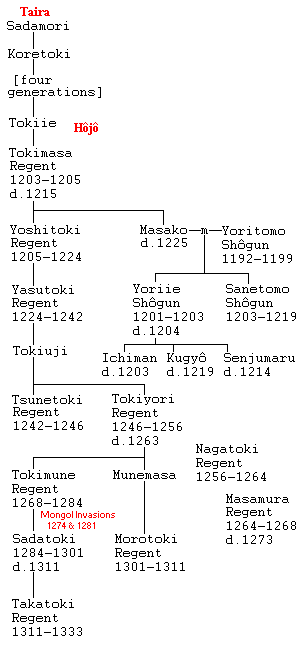 Taira
Sadamori
Koretoki
[four
generations]
Tokiie
Hôjô
Tokimasa
Regent
1203–1205
d.1215
Yoshitoki
Regent
1205–1224
Masako
d.1225
m
Yoritomo
Shôgun
1192–1199
Yasutoki
Regent
1224–1242
Yoriie
Shôgun
1201–1203
d.1204
Sanetomo
Shôgun
1203–1219
Tokiuji
Ichiman
d.1203
Kugyô
d.1219
Senjumaru
d.1214
Tsunetoki
Regent
1242–1246
Tokiyori
Regent
1246–1256
d.1263
Nagatoki
Regent
1256–1264
Tokimune
Regent
1268–1284
Munemasa
Masamura
Regent
1264–1268
d.1273
Mongol Invasions
1274 & 1281
Sadatoki
1284–1301
d.1311
Morotoki
Regent
1301–1311
Takatoki
Regent
1311–1333